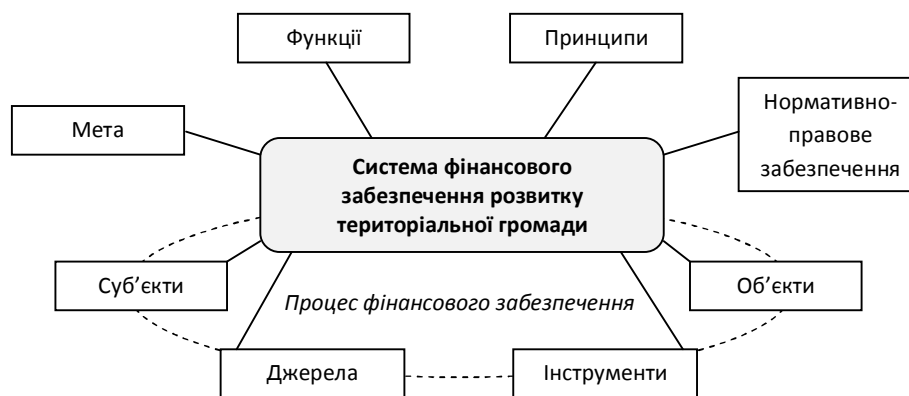 Функції
Принципи
Мета
Нормативно-
правове
забезпечення
Система фінансового
забезпечення розвитку
територіальної громади
Суб’єкти
Об’єкти
Процес фінансового забезпечення
Джерела
Інструменти